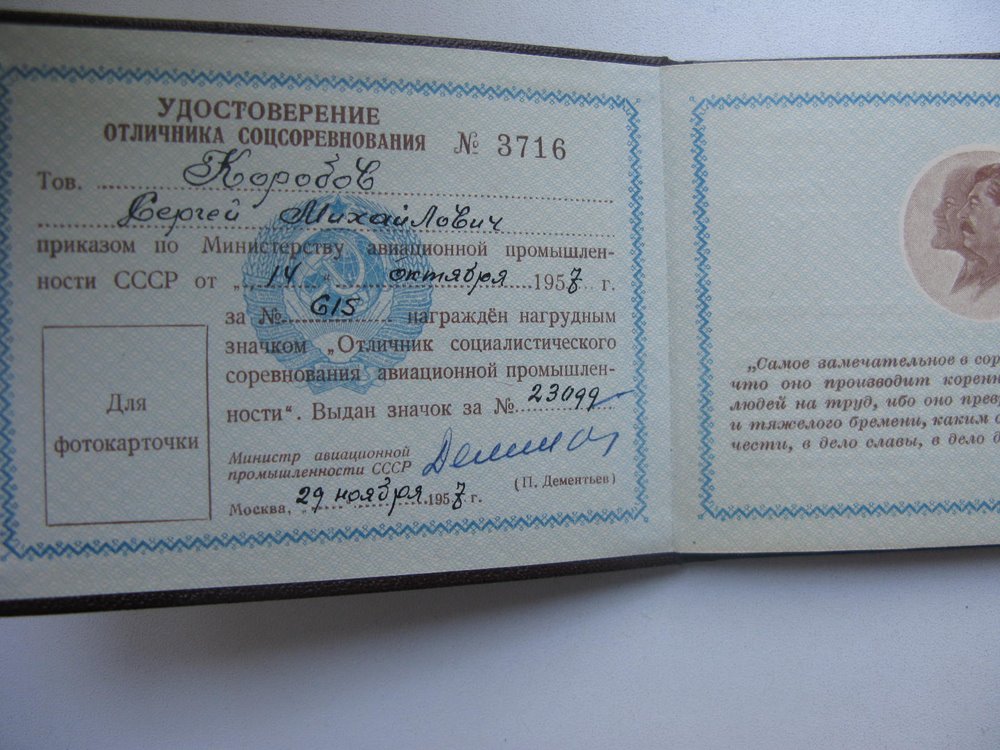 УДОСТОВЕРЕНИЕ
ОТЛИЧНИКА СОЦСОРЕВНОВАНИЯ № 3716
Тов. Коробов
Сергей Михайлович
приказом по Министерству авиационной промышлен-
ности СССР от „14 " октября 1957 г.
за № 615 награждён нагрудным
значком „Отличник социалистического
соревнования авиационной промышлен-
ности". Выдан значок за № 23099
Министр авиационной
промышленности СССР
(П. Дементьев)
Москва, 29 ноября 1957 г.
Для
фотокарточки
„Самое замечательное в
что оно производит
людей на труд, ибо оно
и тяжелого бремени, каким
чести, в дело славы, в дело